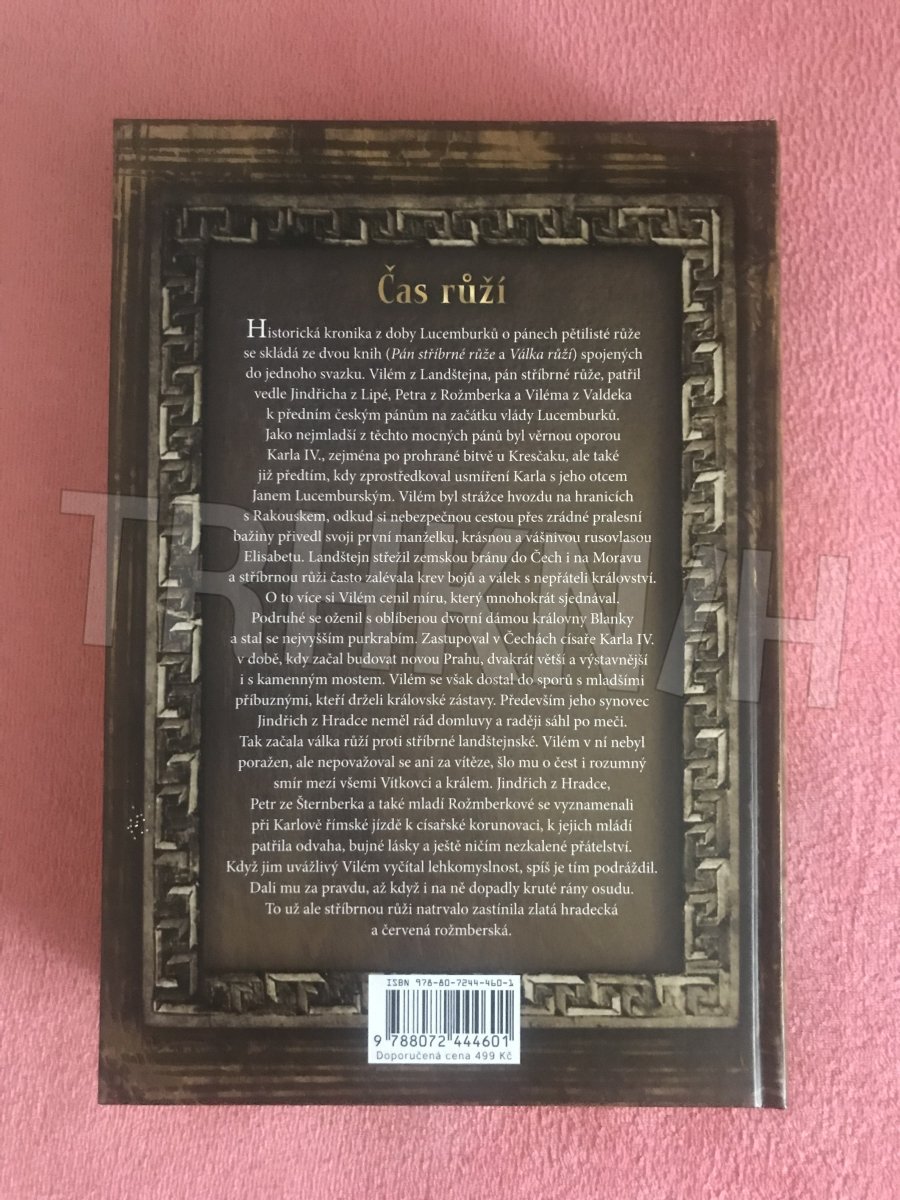 Čas růží
Historická kronika z doby Lucemburků o pánech pětilisté růže
se skládá ze dvou knih (Pán stříbrné růže a Válka růží) spojených
do jednoho svazku. Vilém z Landštejna, pán stříbrné růže, patřil
vedle Jindřicha z Lipé, Petra z Rožmberka a Viléma z Valdeka
k předním českým pánům na začátku vlády Lucemburků.
Jako nejmladší z těchto mocných pánů byl věrnou oporou
Karla IV., zejména po prohrané bitvě u Kresčaku, ale také
již předtím, kdy zprostředkoval usmíření Karla s jeho otcem
Janem Lucemburským. Vilém byl strážce hvozdu na hranicích
s Rakouskem, odkud si nebezpečnou cestou přes zrádné pralesní
bažiny přivedl svoji první manželku, krásnou a vášnivou rusovlasou
Elisabetu. Landštejn střežil zemskou bránu do Čech i na Moravu
a stříbrnou růži často zalévala krev bojů a válek s nepřáteli království.
O to více si Vilém cenil míru, který mnohokrát sjednával.
Podruhé se oženil s oblíbenou dvorní dámou královny Blanky
a stal se nejvyšším purkrabím. Zastupoval v Čechách císaře Karla IV.
v době, kdy začal budovat novou Prahu, dvakrát větší a výstavnější
i s kamenným mostem. Vilém se však dostal do sporů s mladšími
příbuznými, kteří drželi královské zástavy. Především jeho synovec
Jindřich z Hradce neměl rád domluvy a raději sáhl po meči.
Tak začala válka růží proti stříbrné landštejnské. Vilém v ní nebyl
poražen, ale nepovažoval se ani za vítěze, šlo mu o čest i rozumný
smír mezi všemi Vítkovci a králem. Jindřich z Hradce,
Petr ze Šternberka a také mladí Rožmberkové se vyznamenali
při Karlově římské jízdě k císařské korunovaci, k jejich mládí
patřila odvaha, bujné lásky a ještě ničím nezkalené přátelství.
Když jim uvážlivý Vilém vyčítal lehkomyslnost, spíš je tím podráždil.
Dali mu za pravdu, až když i na ně dopadly kruté rány osudu.
To už ale stříbrnou růži natrvalo zastínila zlatá hradecká
a červená rožmberská.
ISBN 978-80-7244-460-1
9 788072 444601
Doporučená cena 499 Kč